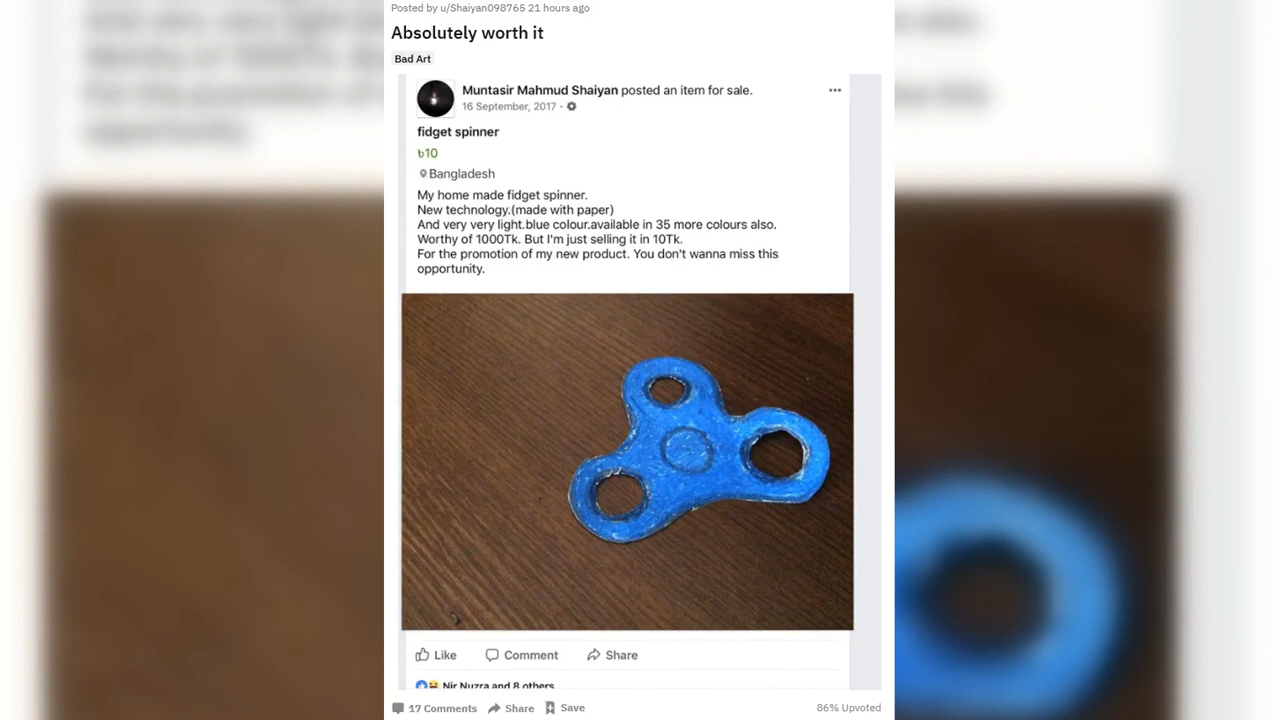 Posted by u/Shaiyan098765 21 hours ago
Absolutely worth it
Bad Art
Muntasir Mahmud Shaiyan posted an item for sale.
16 September, 2017 ·
fidget spinner
৳10
Bangladesh
My home made fidget spinner.
New technology.(made with paper)
And very very light.blue colour.available in 35 more colours also.
Worthy of 1000Tk. But I'm just selling it in 10Tk.
For the promotion of my new product. You don't wanna miss this
opportunity.
Like Comment Share
Nir Nuzra and 8 others
17 Comments Share Save 86% Upvoted